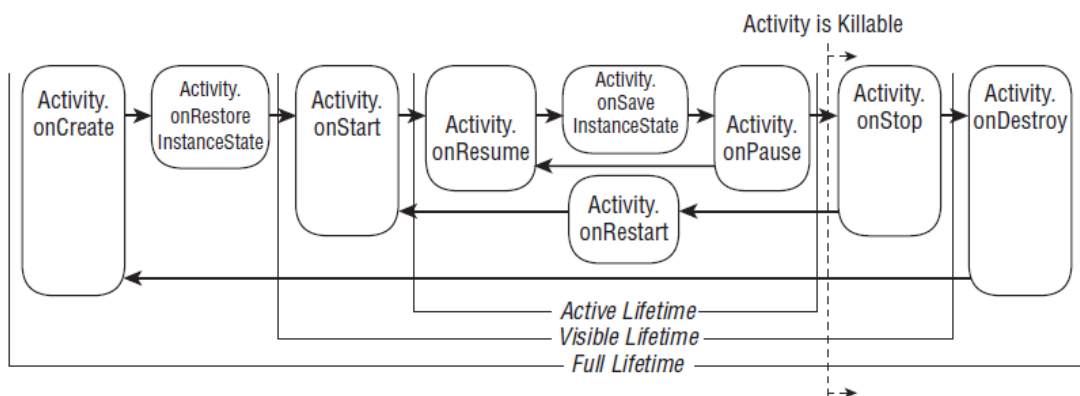 Activity is Killable
Activity.
onCreate
Activity.
onRestore
InstanceState
Activity.
onStart
Activity.
onResume
Activity.
onSave
InstanceState
Activity.
onPause
Activity.
onStop
Activity.
onDestroy
Activity.
onRestart
Active Lifetime
Visible Lifetime
Full Lifetime